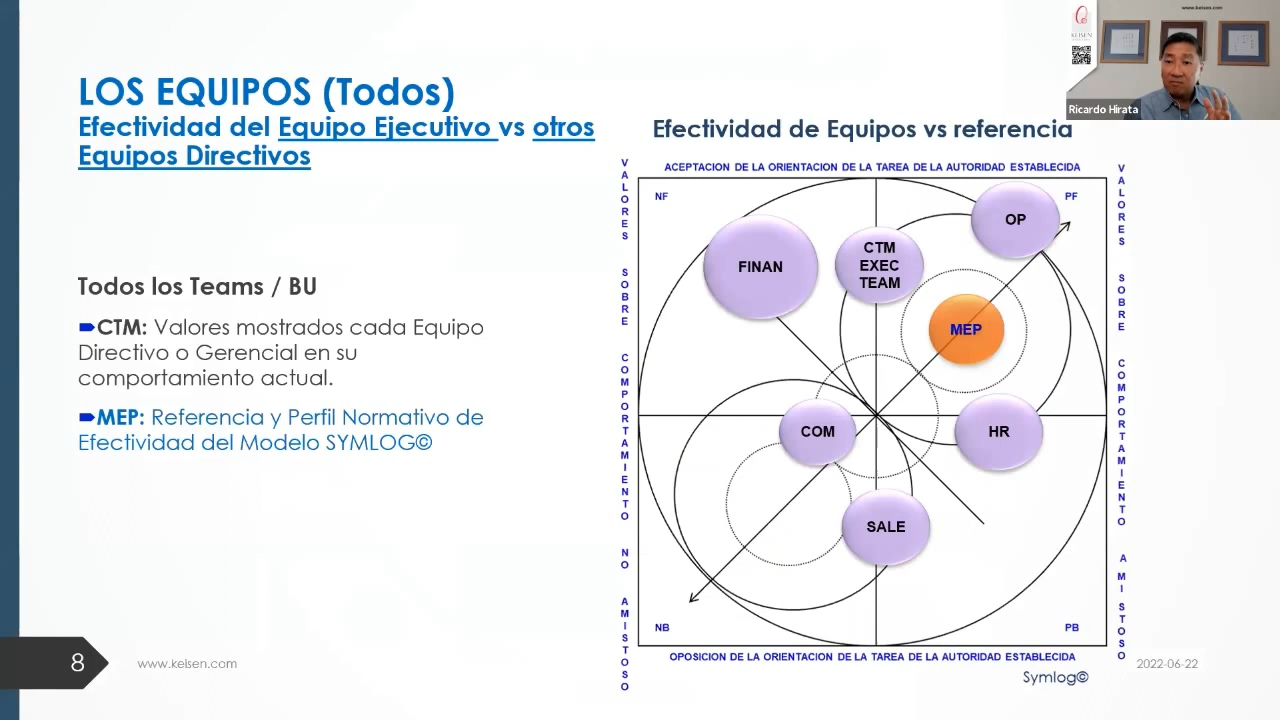 www.kelsen.com
KELSEN
Ricardo Hirata
LOS EQUIPOS (Todos)
Efectividad del Equipo Ejecutivo vs otros
Equipos Directivos
Todos los Teams / BU
CTM: Valores mostrados cada Equipo
Directivo o Gerencial en su
comportamiento actual.
MEP: Referencia y Perfil Normativo de
Efectividad del Modelo SYMLOG©
Efectividad de Equipos vs referencia
ACEPTACION DE LA ORIENTACION DE LA TAREA DE LA AUTORIDAD ESTABLECIDA
VALORES SOBRE COMPORTAMIENTO NO AMISTOSO
VALORES SOBRE COMPORTAMIENTO AMISTOSO
NF
PF
OP
FINAN
CTM
EXEC
TEAM
MEP
COM
HR
SALE
NB
PB
OPOSICION DE LA ORIENTACION DE LA TAREA DE LA AUTORIDAD ESTABLECIDA
Symlog©
8
www.kelsen.com
2022-06-22